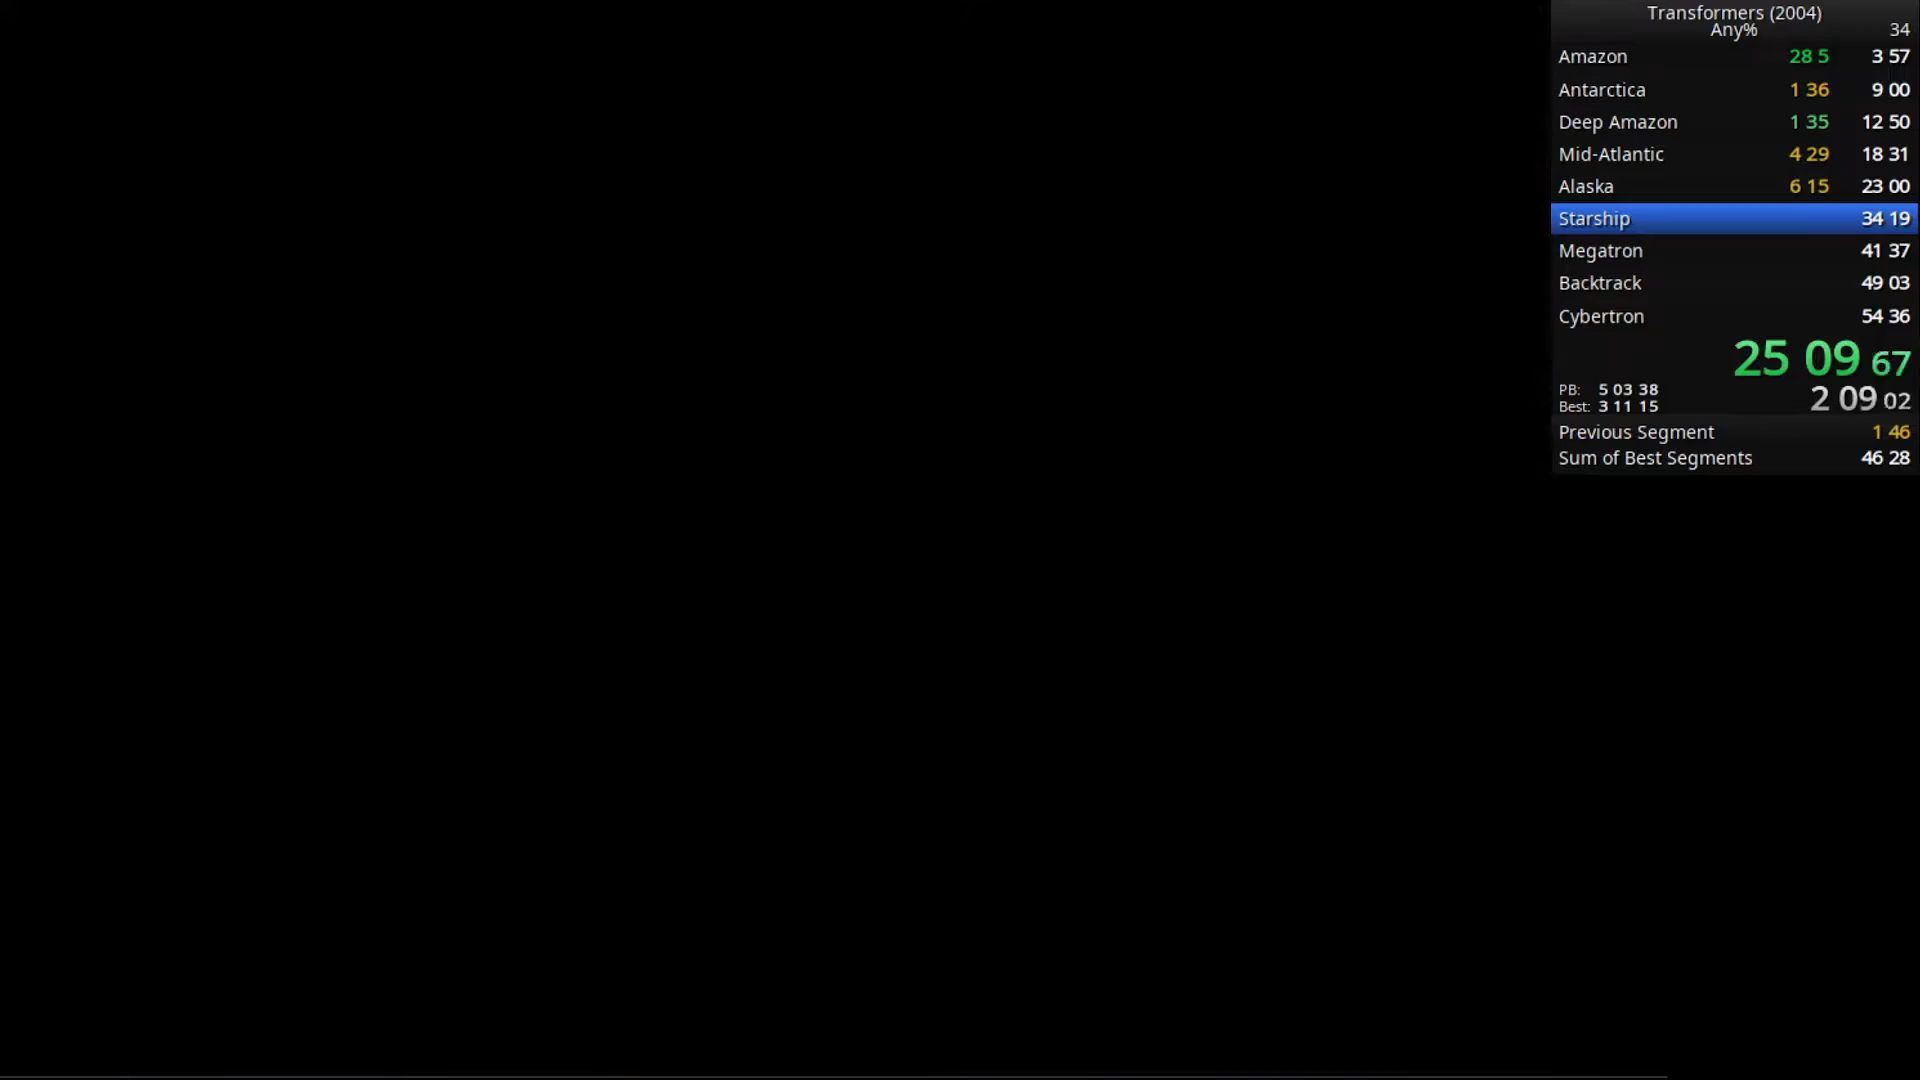 Transformers (2004)
Any% 34
Amazon 28 5 3 57
Antarctica 1 36 9 00
Deep Amazon 1 35 12 50
Mid-Atlantic 4 29 18 31
Alaska 6 15 23 00
Starship 34 19
Megatron 41 37
Backtrack 49 03
Cybertron 54 36
25 09 67
PB: 5 03 38
Best: 3 11 15
2 09 02
Previous Segment 1 46
Sum of Best Segments 46 28